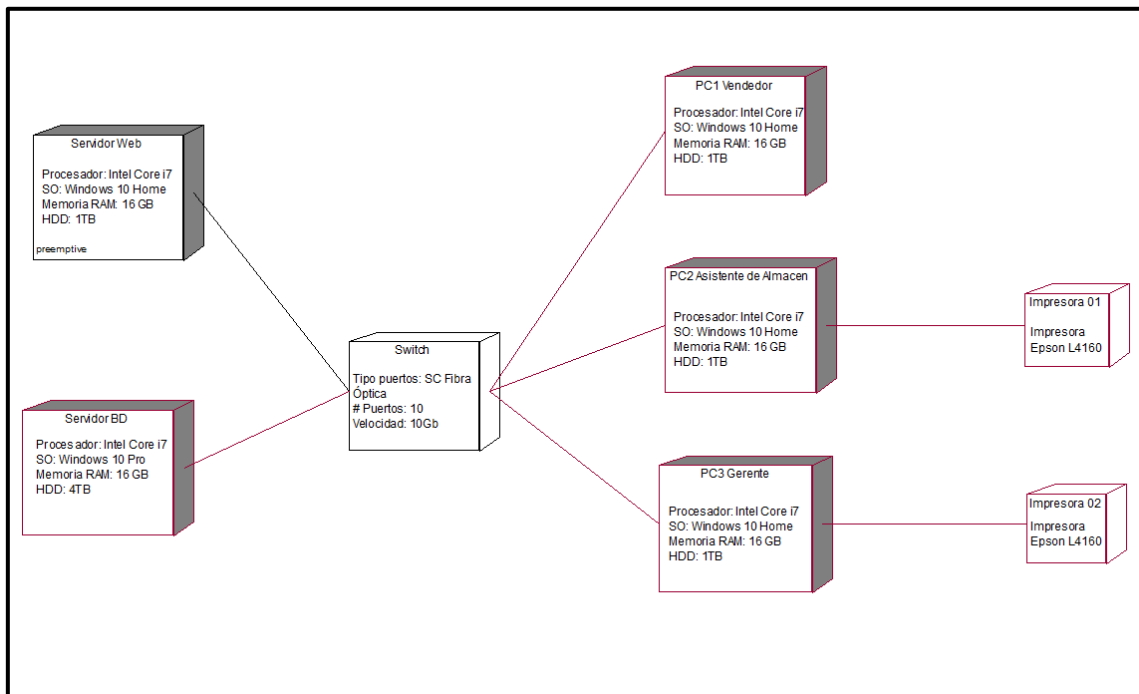 Servidor Web
Procesador: Intel Core i7
SO: Windows 10 Home
Memoria RAM: 16 GB
HDD: 1TB
preemptive
Servidor BD
Procesador: Intel Core i7
SO: Windows 10 Pro
Memoria RAM: 16 GB
HDD: 4TB
Switch
Tipo puertos: SC Fibra
Óptica
# Puertos: 10
Velocidad: 10Gb
PC1 Vendedor
Procesador: Intel Core i7
SO: Windows 10 Home
Memoria RAM: 16 GB
HDD: 1TB
PC2 Asistente de Almacen
Procesador: Intel Core i7
SO: Windows 10 Home
Memoria RAM: 16 GB
HDD: 1TB
PC3 Gerente
Procesador: Intel Core i7
SO: Windows 10 Home
Memoria RAM: 16 GB
HDD: 1TB
Impresora 01
Impresora
Epson L4160
Impresora 02
Impresora
Epson L4160